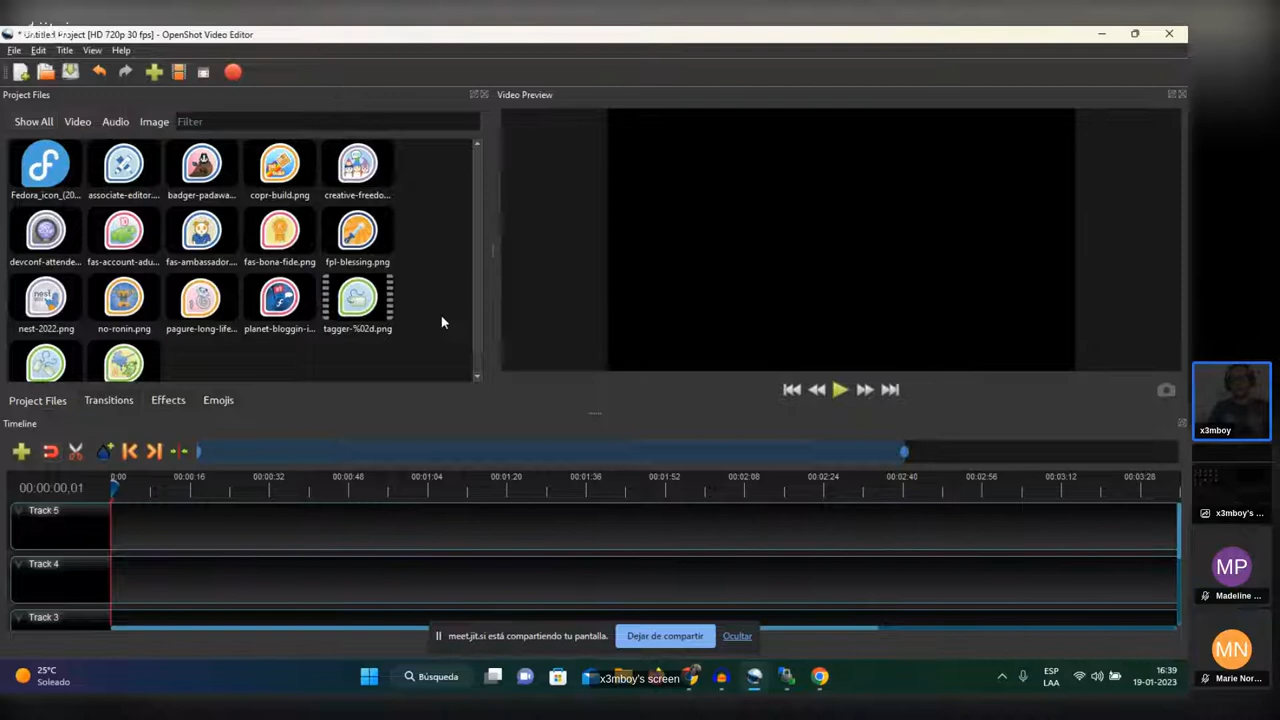 * Untitled Project [HD 720p 30 fps] - OpenShot Video Editor
File Edit Title View Help
Project Files
Video Preview
Show All Video Audio Image Filter
Fedora_icon_(20... associate-editor.... badger-padawa... copr-build.png creative-freedo...
devconf-attende... fas-account-adu... fas-ambassador.... fas-bona-fide.png fpl-blessing.png
nest-2022.png no-ronin.png pagure-long-life... planet-bloggin-i... tagger-%02d.png
Project Files Transitions Effects Emojis
Timeline
00:00:00,01
0:00 00:00:16 00:00:32 00:00:48 00:01:04 00:01:20 00:01:36 00:01:52 00:02:08 00:02:24 00:02:40 00:02:56 00:03:12 00:03:28
Track 5
Track 4
Track 3
meet.jit.si está compartiendo tu pantalla. Dejar de compartir Ocultar
x3mboy
x3mboy's ...
MP
Madeline ...
MN
Marie Nor...
25°C
Soleado
Búsqueda
x3mboy's screen
ESP
LAA
16:39
19-01-2023